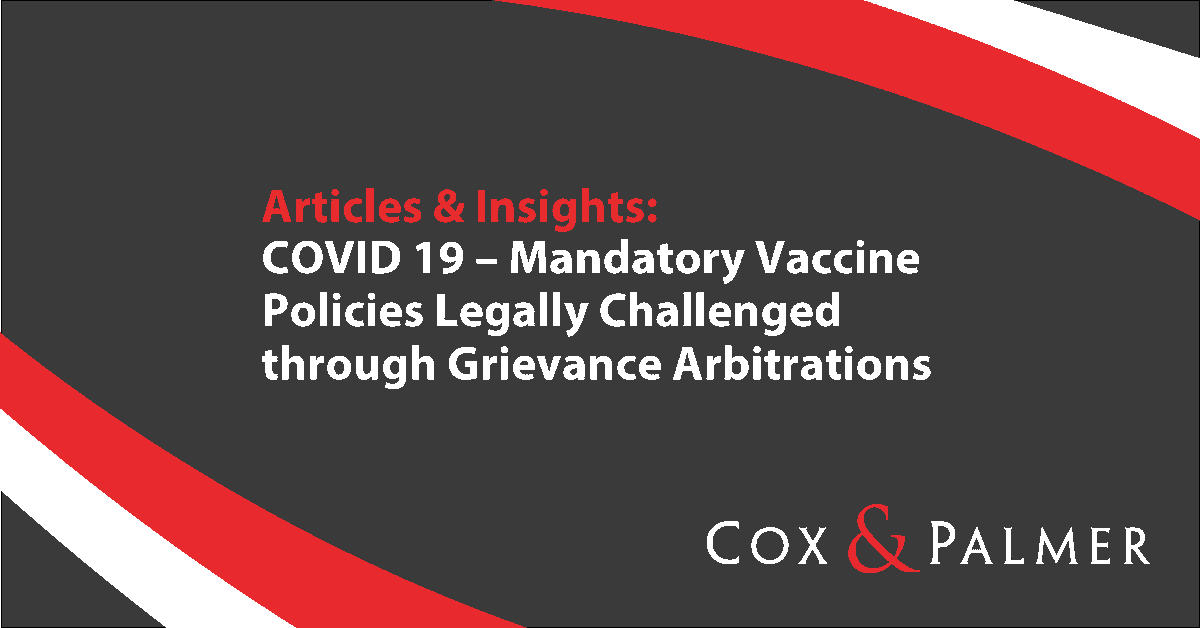 Articles & Insights:
COVID 19 – Mandatory Vaccine
Policies Legally Challenged
through Grievance Arbitrations
COX & PALMER